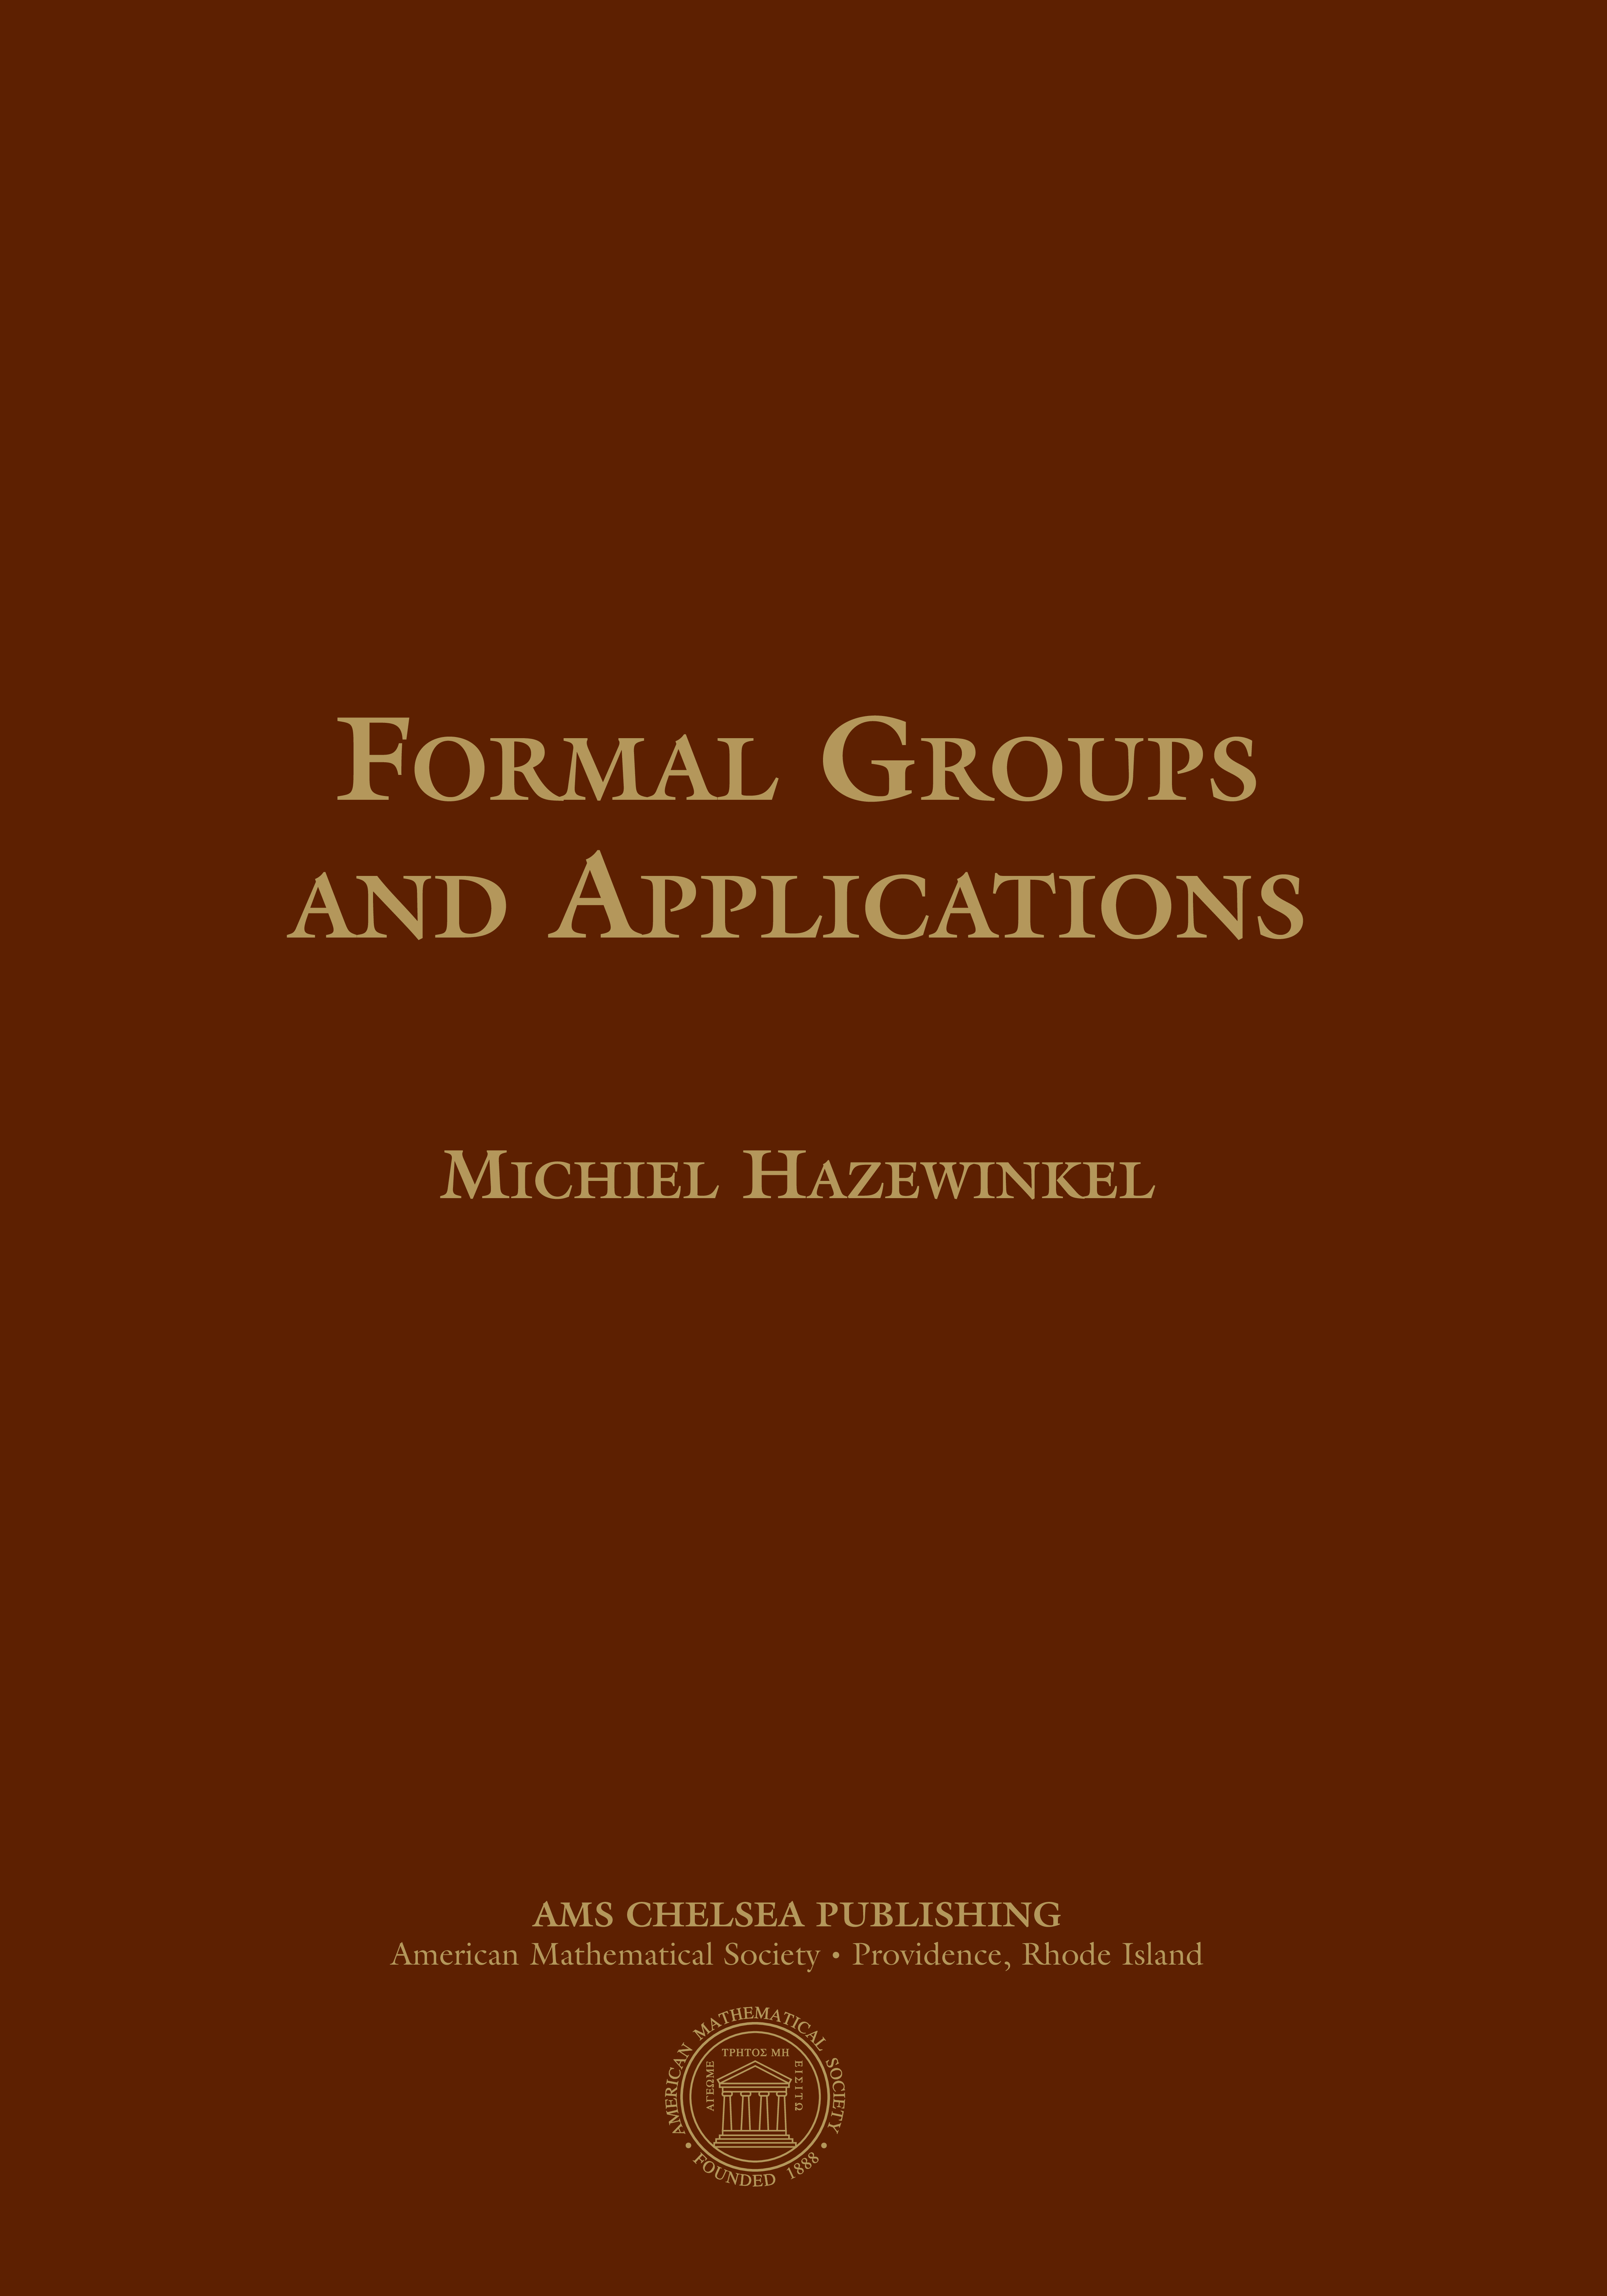 Formal Groups
and Applications
Michiel Hazewinkel
AMS CHELSEA PUBLISHING
American Mathematical Society • Providence, Rhode Island
AMERICAN MATHEMATICAL SOCIETY
ΑΓΕΩΜΕ
ΤΡΗΤΟΣ ΜΗ
ΕΙΣΙΤΩ
• FOUNDED 1888 •